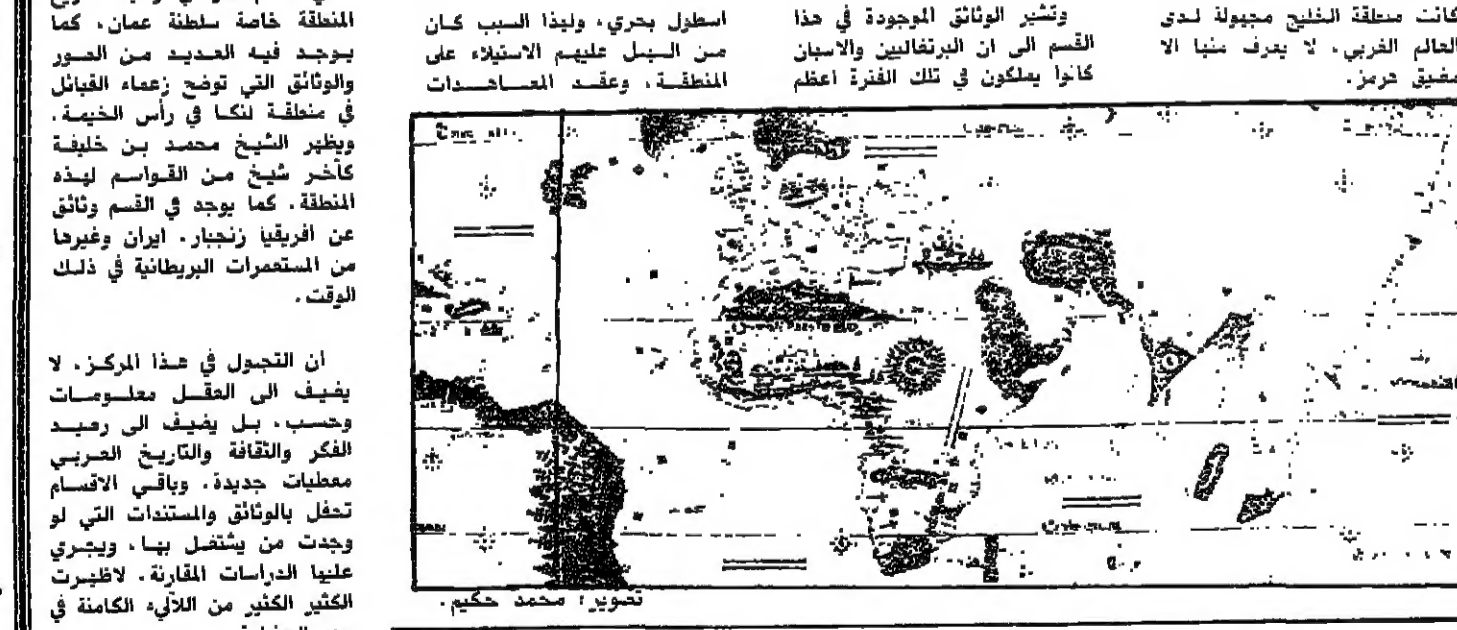 كانت منطقة الخليج مجهولة لدى
العالم الغربي، لا يعرف منها الا
مضيق هرمز.
وتشير الوثائق الموجودة في هذا
القسم الى ان البرتغاليين والاسبان
كانوا يملكون في تلك الفترة اعظم
اسطول بحري، ولهذا السبب كان
من السهل عليهم الاستيلاء على
المنطقة، وعقد المعاهدات
المنطقة خاصة سلطنة عمان، كما
يوجد فيه العديد من الصور
والوثائق التي توضح زعماء القبائل
في منطقة لنكا في رأس الخيمة.
ويظهر الشيخ محمد بن خليفة
كآخر شيخ من القواسم لهذه
المنطقة. كما يوجد في القسم وثائق
عن افريقيا زنجبار. ايران وغيرها
من المستعمرات البريطانية في ذلك
الوقت.
ان التجول في هذا المركز. لا
يضيف الى العقل معلومات
وحسب، بل يضيف الى رصيد
الفكر والثقافة والتاريخ العربي
معطيات جديدة. وباقي الاقسام
تحفل بالوثائق والمستندات التي لو
وجدت من يشتغل بها، ويجري
عليها الدراسات المقارنة. لاظهرت
الكثير الكثير من اللآليء الكامنة في
تصوير: محمد حكيم.